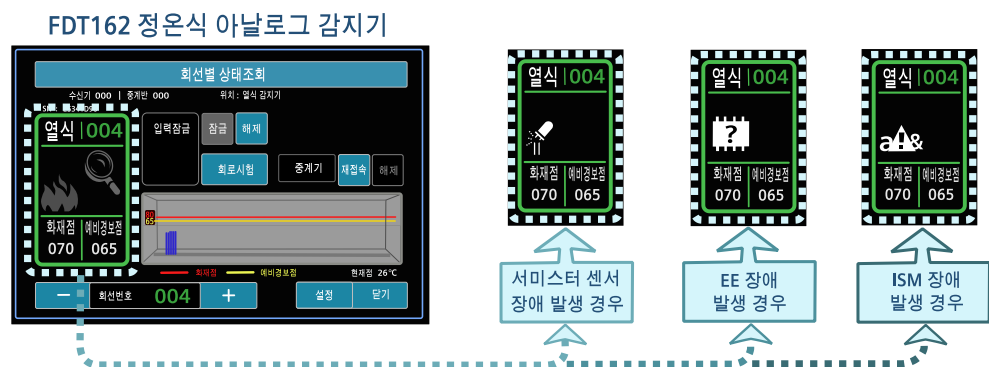 FDT162 정온식 아날로그 감지기
회선별 상태조회
수신기 000 | 중계반 000
위치 : 열식 감지기
열식 004
화재점 예비경보점
070 065
입력잠금 잠금 해제
회로시험 중계기 재접속 해제
80
65
화재점 예비경보점 현재점 26℃
- 회선번호 004 + 설정 닫기
열식 004
화재점 예비경보점
070 065
서미스터 센서
장애 발생 경우
열식 004
?
화재점 예비경보점
070 065
EE 장애
발생 경우
열식 004
a!&
화재점 예비경보점
070 065
ISM 장애
발생 경우